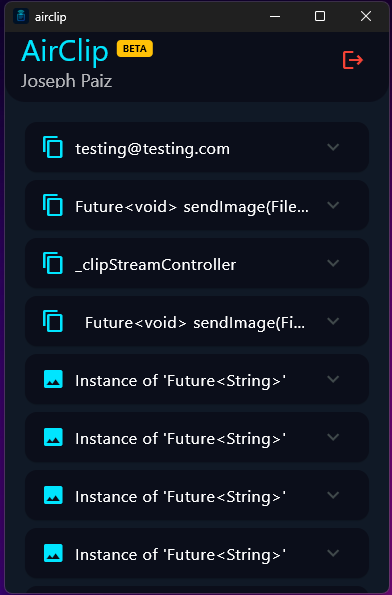 airclip
AirClip BETA
Joseph Paiz
testing@testing.com
Future<void> sendImage(File...
_clipStreamController
Future<void> sendImage(Fi...
Instance of 'Future<String>'
Instance of 'Future<String>'
Instance of 'Future<String>'
Instance of 'Future<String>'